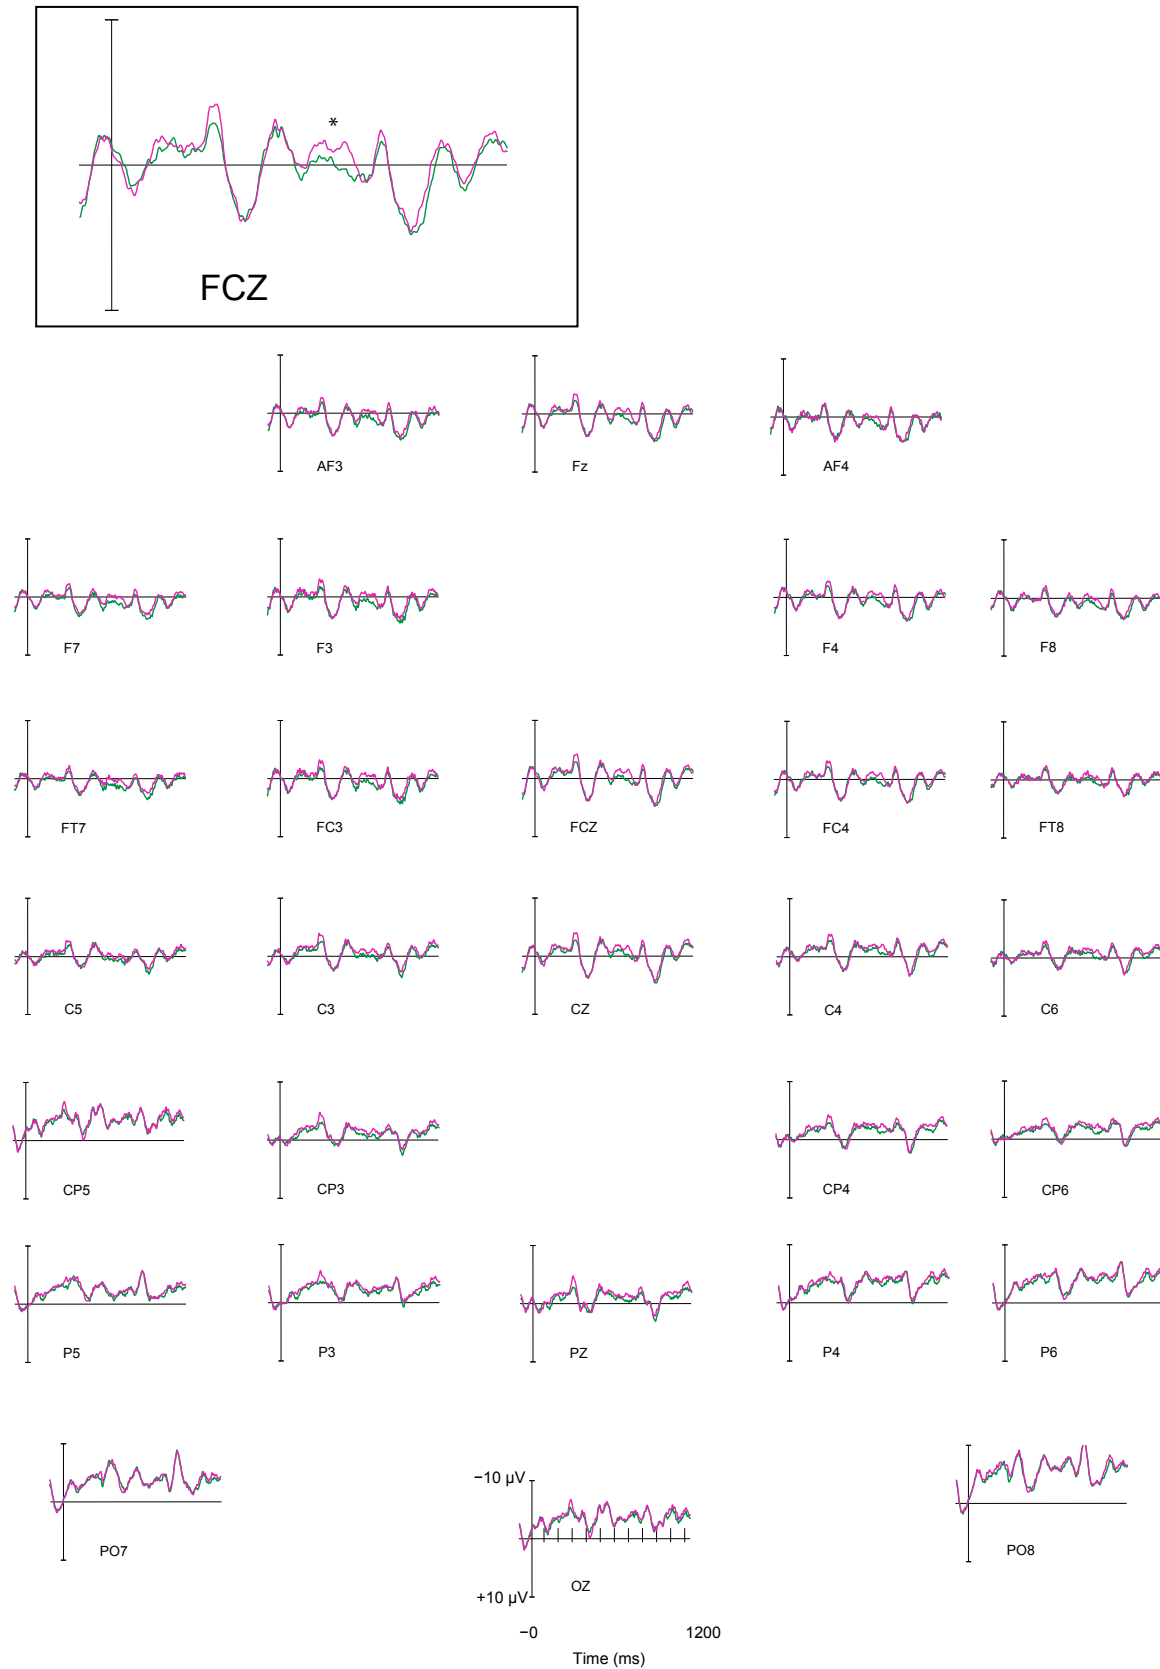 *
FCZ
AF3 Fz AF4
F7 F3 F4 F8
FT7 FC3 FCZ FC4 FT8
C5 C3 CZ C4 C6
CP5 CP3 CP4 CP6
P5 P3 PZ P4 P6
−10 µV
PO7 PO8
OZ
+10 µV
−0 1200
Time (ms)